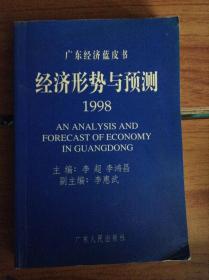 广东经济蓝皮书
经济形势与预测
1998
AN ANALYSIS AND
FORECAST OF ECONOMY
IN GUANGDONG
主编：李超 李鸿昌
副主编：李惠武
广东人民出版社